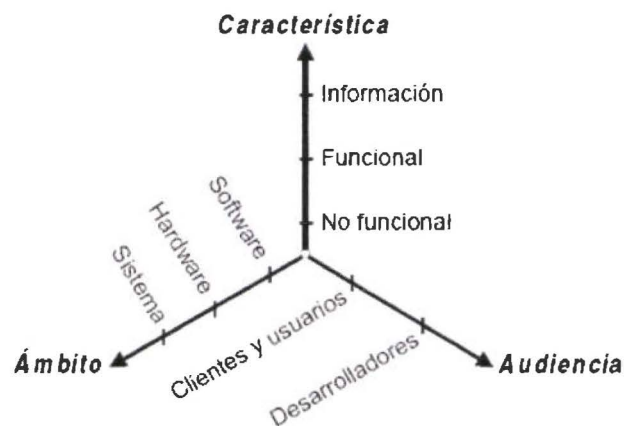 Característica
Información
Funcional
No funcional
Software
Hardware
Sistema
Ámbito
Clientes y usuarios
Desarrolladores
Audiencia